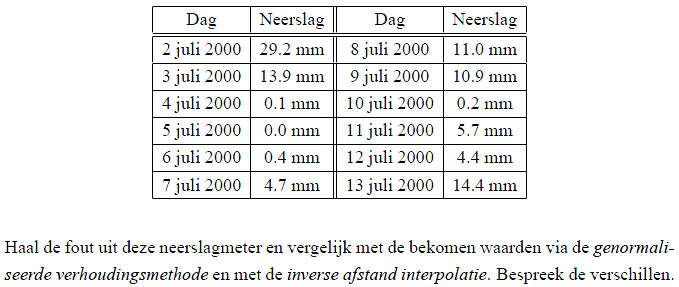 Dag Neerslag Dag Neerslag
2 juli 2000 29.2 mm 8 juli 2000 11.0 mm
3 juli 2000 13.9 mm 9 juli 2000 10.9 mm
4 juli 2000 0.1 mm 10 juli 2000 0.2 mm
5 juli 2000 0.0 mm 11 juli 2000 5.7 mm
6 juli 2000 0.4 mm 12 juli 2000 4.4 mm
7 juli 2000 4.7 mm 13 juli 2000 14.4 mm
Haal de fout uit deze neerslagmeter en vergelijk met de bekomen waarden via de genormali-
seerde verhoudingsmethode en met de inverse afstand interpolatie. Bespreek de verschillen.